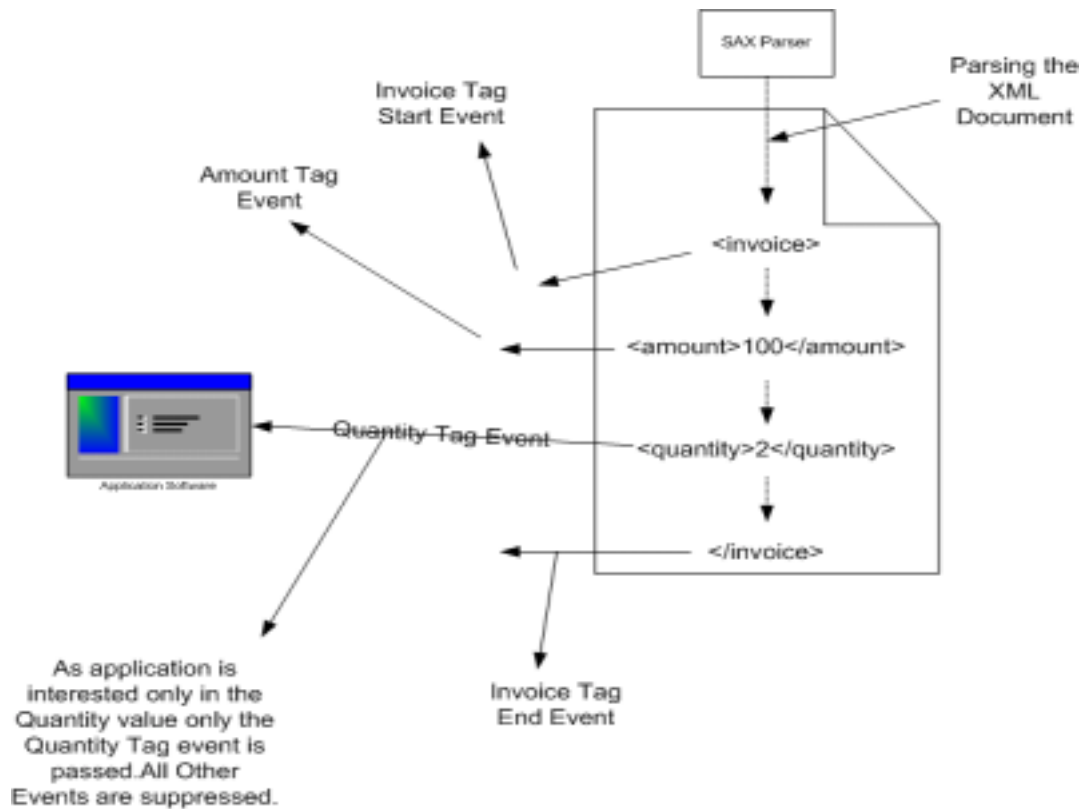 SAX Parser
Parsing the
XML
Document
Invoice Tag
Start Event
Amount Tag
Event
<invoice>
<amount>100</amount>
Quantity Tag Event
<quantity>2</quantity>
Application Software
</invoice>
As application is
interested only in the
Quantity value only the
Quantity Tag event is
passed.All Other
Events are suppressed.
Invoice Tag
End Event